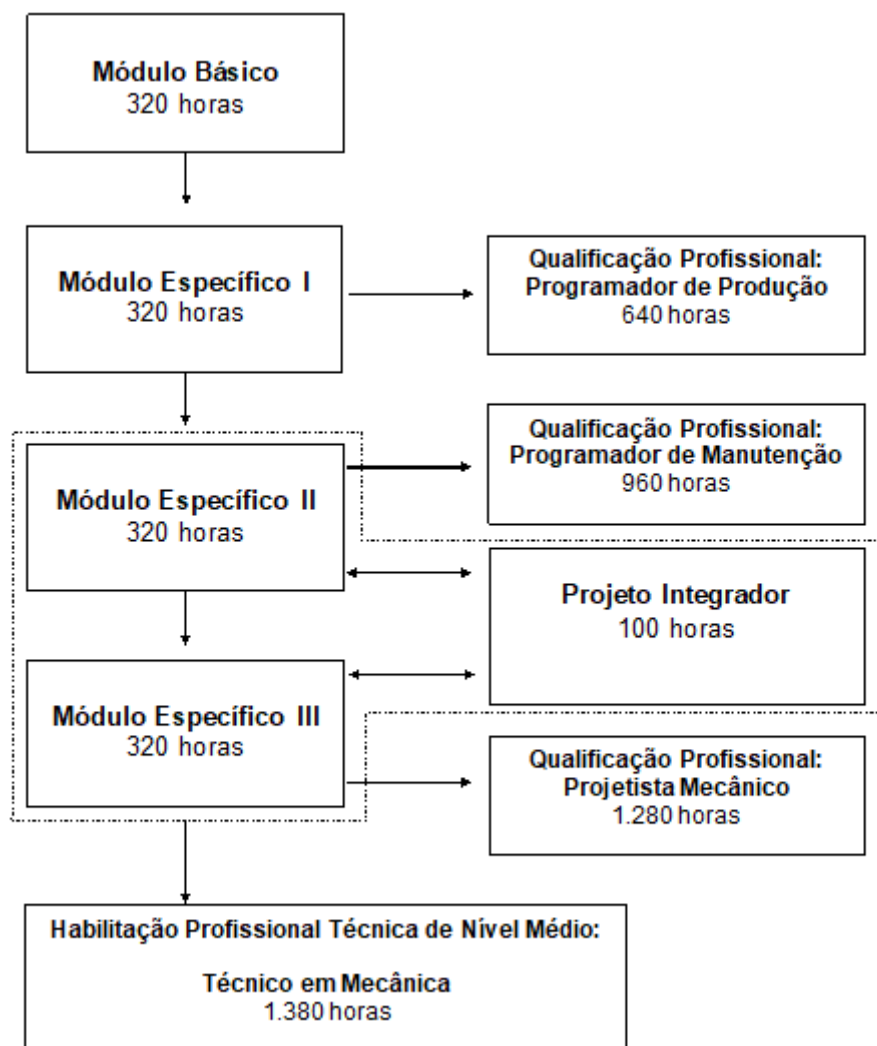 Módulo Básico
320 horas
Módulo Específico I
320 horas
Qualificação Profissional:
Programador de Produção
640 horas
Módulo Específico II
320 horas
Qualificação Profissional:
Programador de Manutenção
960 horas
Projeto Integrador
100 horas
Módulo Específico III
320 horas
Qualificação Profissional:
Projetista Mecânico
1.280 horas
Habilitação Profissional Técnica de Nível Médio:
Técnico em Mecânica
1.380 horas